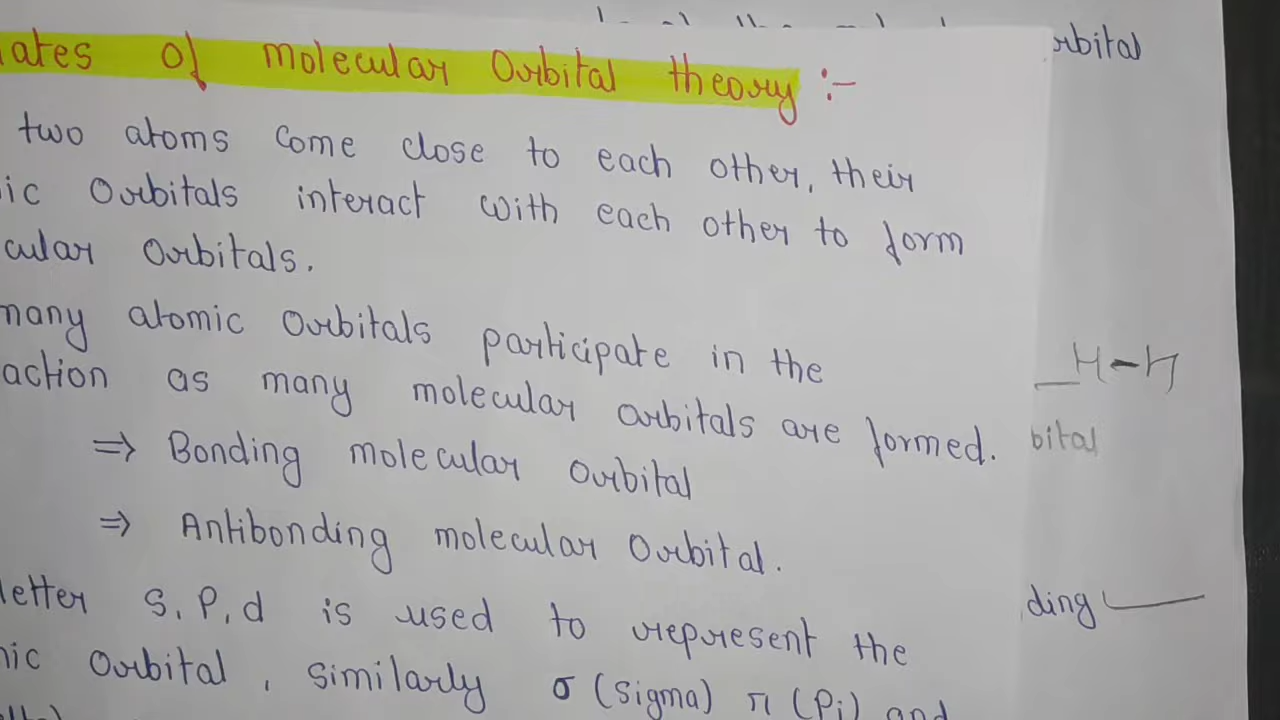 ates of molecular Orbital theory :-
two atoms come close to each other, their
ic Orbitals interact with each other to form
cular Orbitals.
many atomic Orbitals participate in the
action as many molecular orbitals are formed.
⇒ Bonding molecular Orbital
⇒ Antibonding molecular Orbital.
letter s, P, d is used to represent the
ic Orbital, similarly σ (sigma) π (Pi) and
rbital
H-H
bital
ding